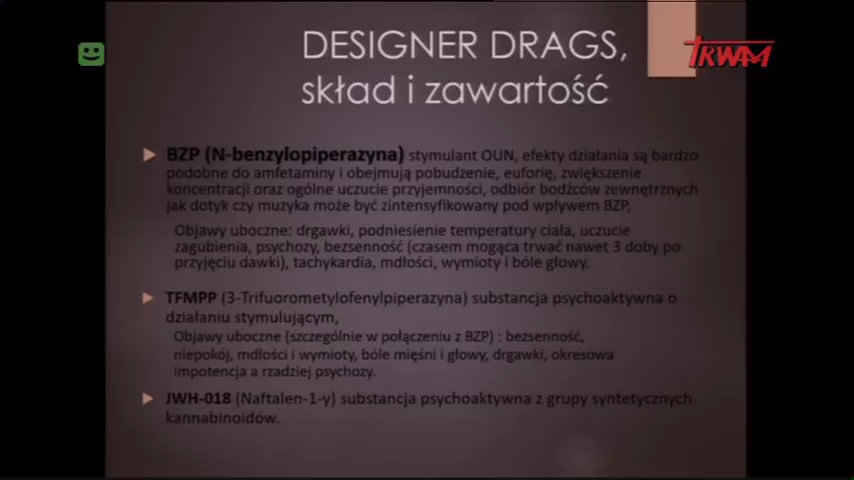 DESIGNER DRAGS,
skład i zawartość
TRWAM
BZP (N-benzylopiperazyna) stymulant OUN, efekty działania są bardzo
podobne do amfetaminy i obejmują pobudzenie, euforię, zwiększenie
koncentracji oraz ogólne uczucie przyjemności, odbiór bodźców zewnętrznych
jak dotyk czy muzyka może być zintensyfikowany pod wpływem BZP,
Objawy uboczne: drgawki, podniesienie temperatury ciała, uczucie
zagubienia, psychozy, bezsenność (czasem mogąca trwać nawet 3 doby po
przyjęciu dawki), tachykardia, mdłości, wymioty i bóle głowy.
TFMPP (3-Trifuorometylofenylpiperazyna) substancja psychoaktywna o
działaniu stymulującym,
Objawy uboczne (szczególnie w połączeniu z BZP) : bezsenność,
niepokój, mdłości i wymioty, bóle mięśni i głowy, drgawki, okresowa
impotencja a rzadziej psychozy.
JWH-018 (Naftalen-1-y) substancja psychoaktywna z grupy syntetycznych
kannabinoidów.